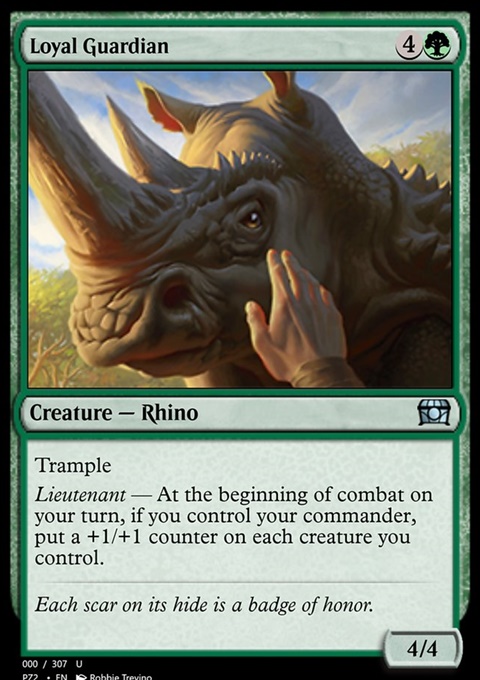 Loyal Guardian 4
Creature — Rhino
Trample
Lieutenant — At the beginning of combat on
your turn, if you control your commander,
put a +1/+1 counter on each creature you
control.
Each scar on its hide is a badge of honor.
4/4
000 / 307 U
PZ2 • EN Robbie Trevino